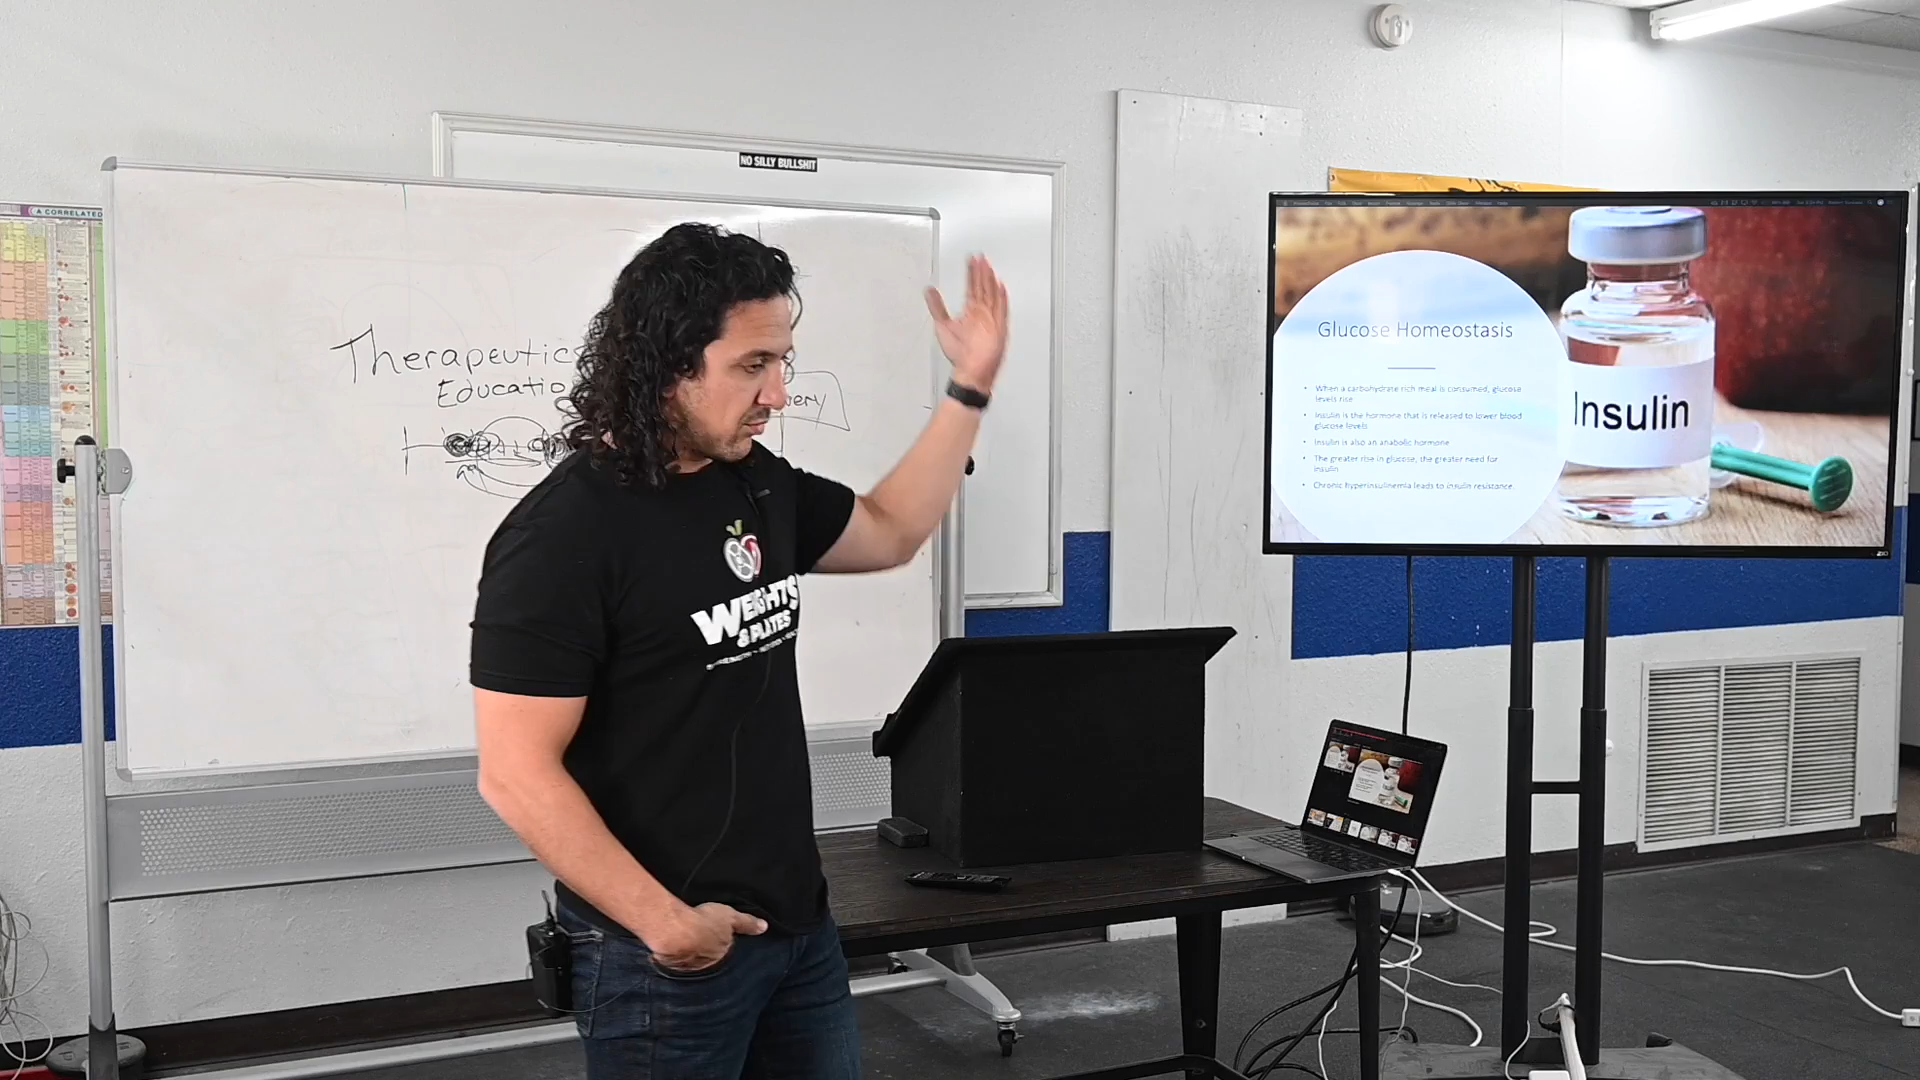 NO SILLY BULLSHIT
A CORRELATED
Therapeutic
Educatio
very
WEIGHTS
& PLATES
Glucose Homeostasis
• When a carbohydrate rich meal is consumed, glucose
levels rise
• Insulin is the hormone that is released to lower blood
glucose levels
• Insulin is also an anabolic hormone
• The greater rise in glucose, the greater need for
insulin
• Chronic hyperinsulinemia leads to insulin resistance.
Insulin